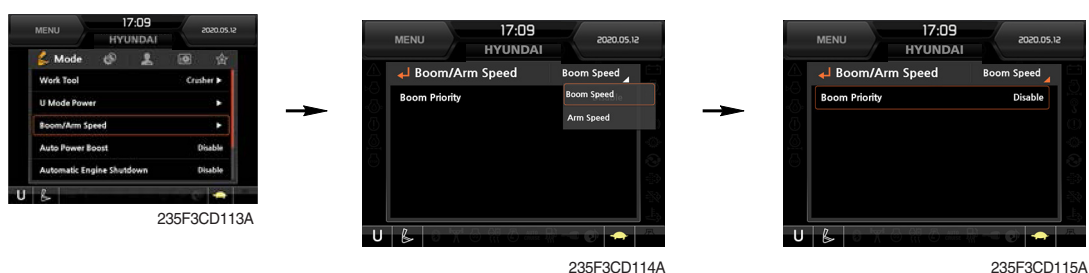 MENU
17:09
2020.05.12
HYUNDAI
Mode
Work Tool Crusher ▶
U Mode Power ▶
Boom/Arm Speed ▶
Auto Power Boost Disable
Automatic Engine Shutdown Disable
U
235F3CD113A
MENU
17:09
2020.05.12
HYUNDAI
Boom/Arm Speed Boom Speed
Boom Priority
Boom Speed
Arm Speed
U
235F3CD114A
MENU
17:09
2020.05.12
HYUNDAI
Boom/Arm Speed Boom Speed
Boom Priority Disable
U
235F3CD115A